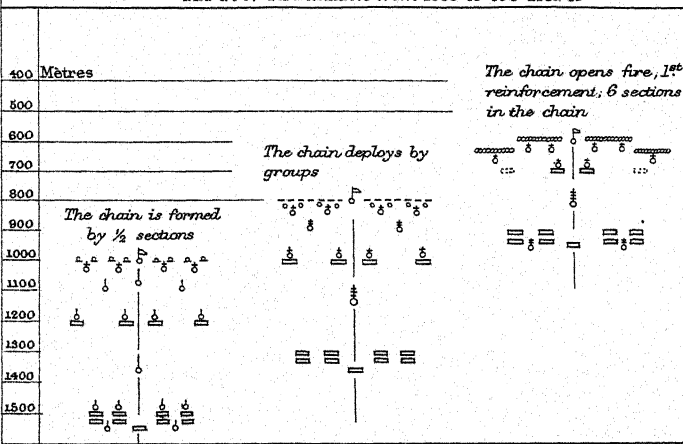 400 Mètres
500
600
700
800
900
1000
1100
1200
1300
1400
1500
The chain is formed
by ½ sections
The chain deploys by
groups
The chain opens fire, 1st
reinforcement; 6 sections
in the chain